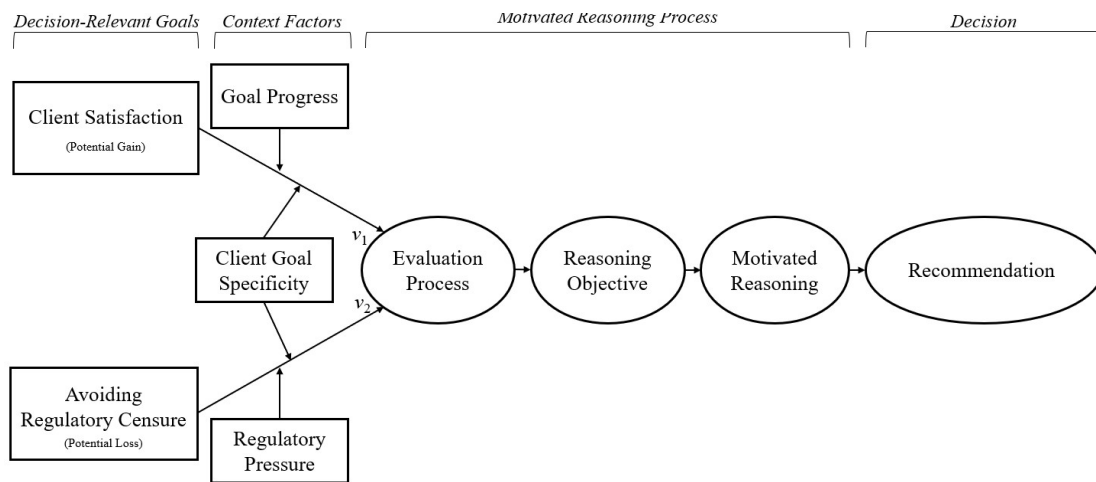 Decision-Relevant Goals
Context Factors
Motivated Reasoning Process
Decision
Client Satisfaction
(Potential Gain)
Goal Progress
v1
Client Goal
Specificity
v2
Evaluation
Process
Reasoning
Objective
Motivated
Reasoning
Recommendation
Avoiding
Regulatory Censure
(Potential Loss)
Regulatory
Pressure